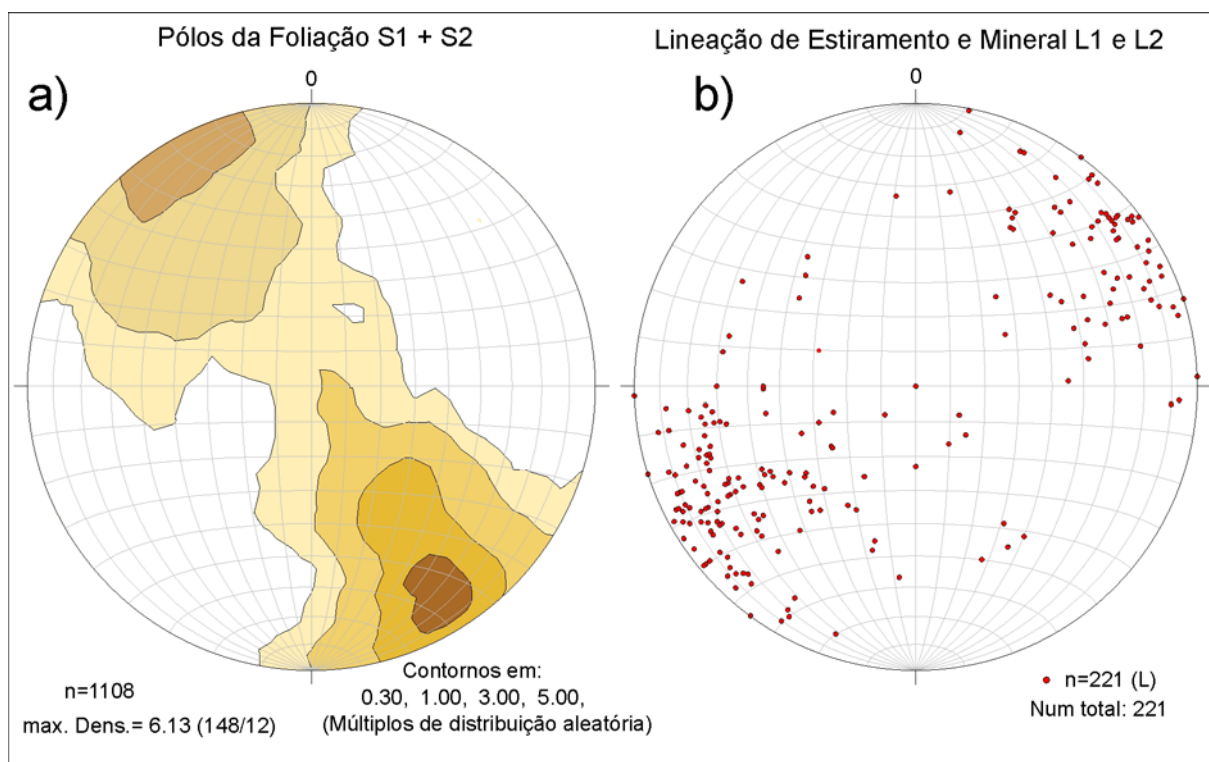 Pólos da Foliação S1 + S2
a)
0
n=1108
max. Dens.= 6.13 (148/12)
Contornos em:
0.30, 1.00, 3.00, 5.00,
(Múltiplos de distribuição aleatória)
Lineação de Estiramento e Mineral L1 e L2
b)
0
n=221 (L)
Num total: 221